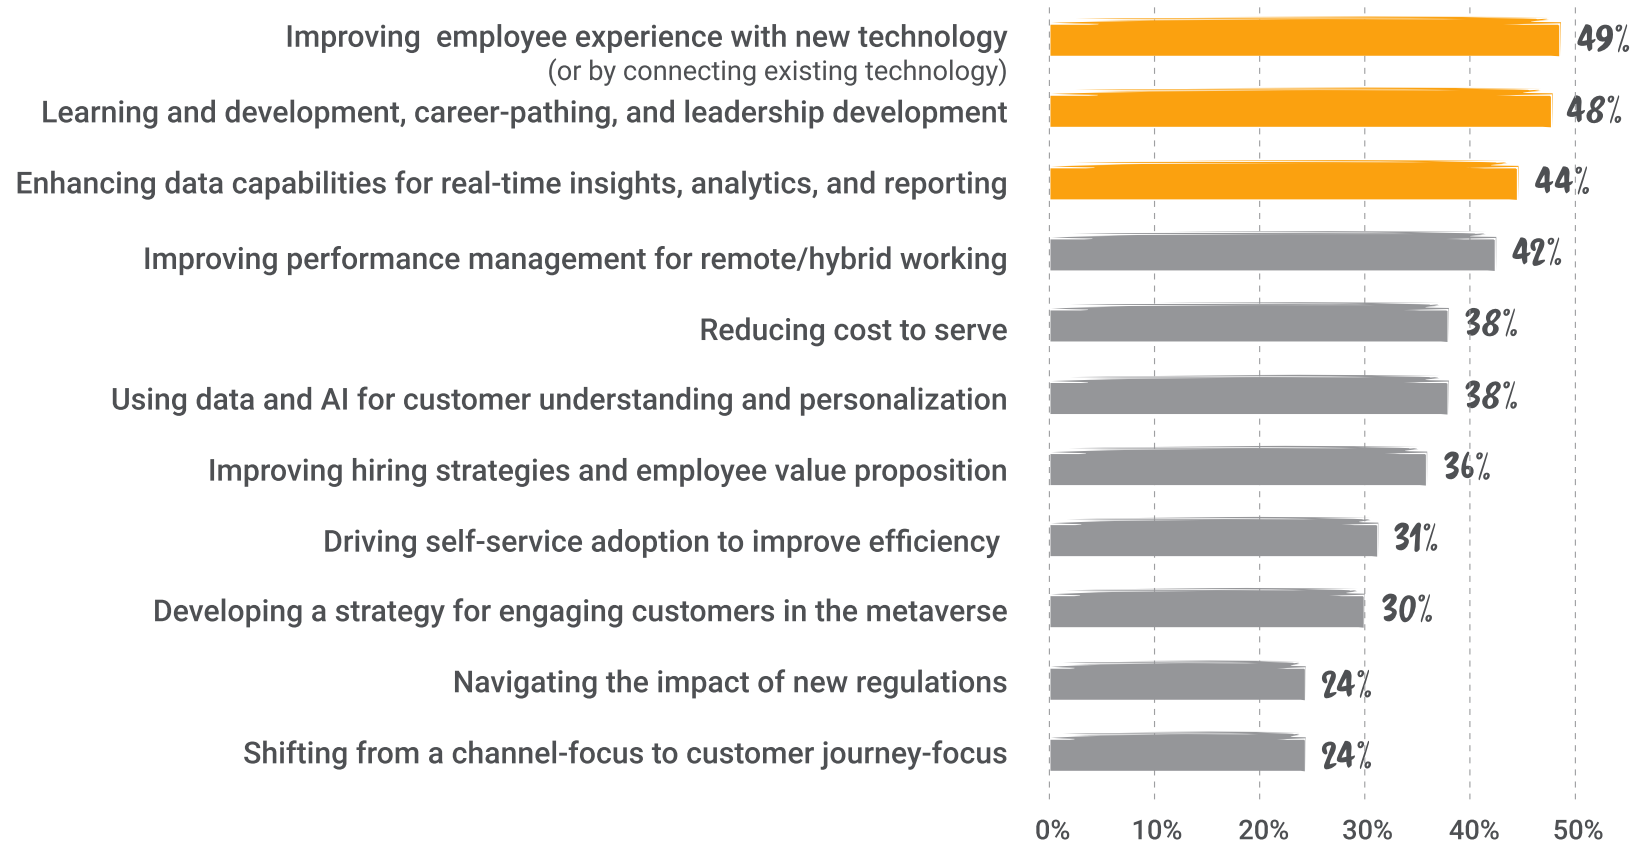 Improving  employee experience with new technology 49%
(or by connecting existing technology)
Learning and development, career-pathing, and leadership development 48%
Enhancing data capabilities for real-time insights, analytics, and reporting 44%
Improving performance management for remote/hybrid working 42%
Reducing cost to serve 38%
Using data and AI for customer understanding and personalization 38%
Improving hiring strategies and employee value proposition 36%
Driving self-service adoption to improve efficiency 31%
Developing a strategy for engaging customers in the metaverse 30%
Navigating the impact of new regulations 24%
Shifting from a channel-focus to customer journey-focus 24%
0% 10% 20% 30% 40% 50%